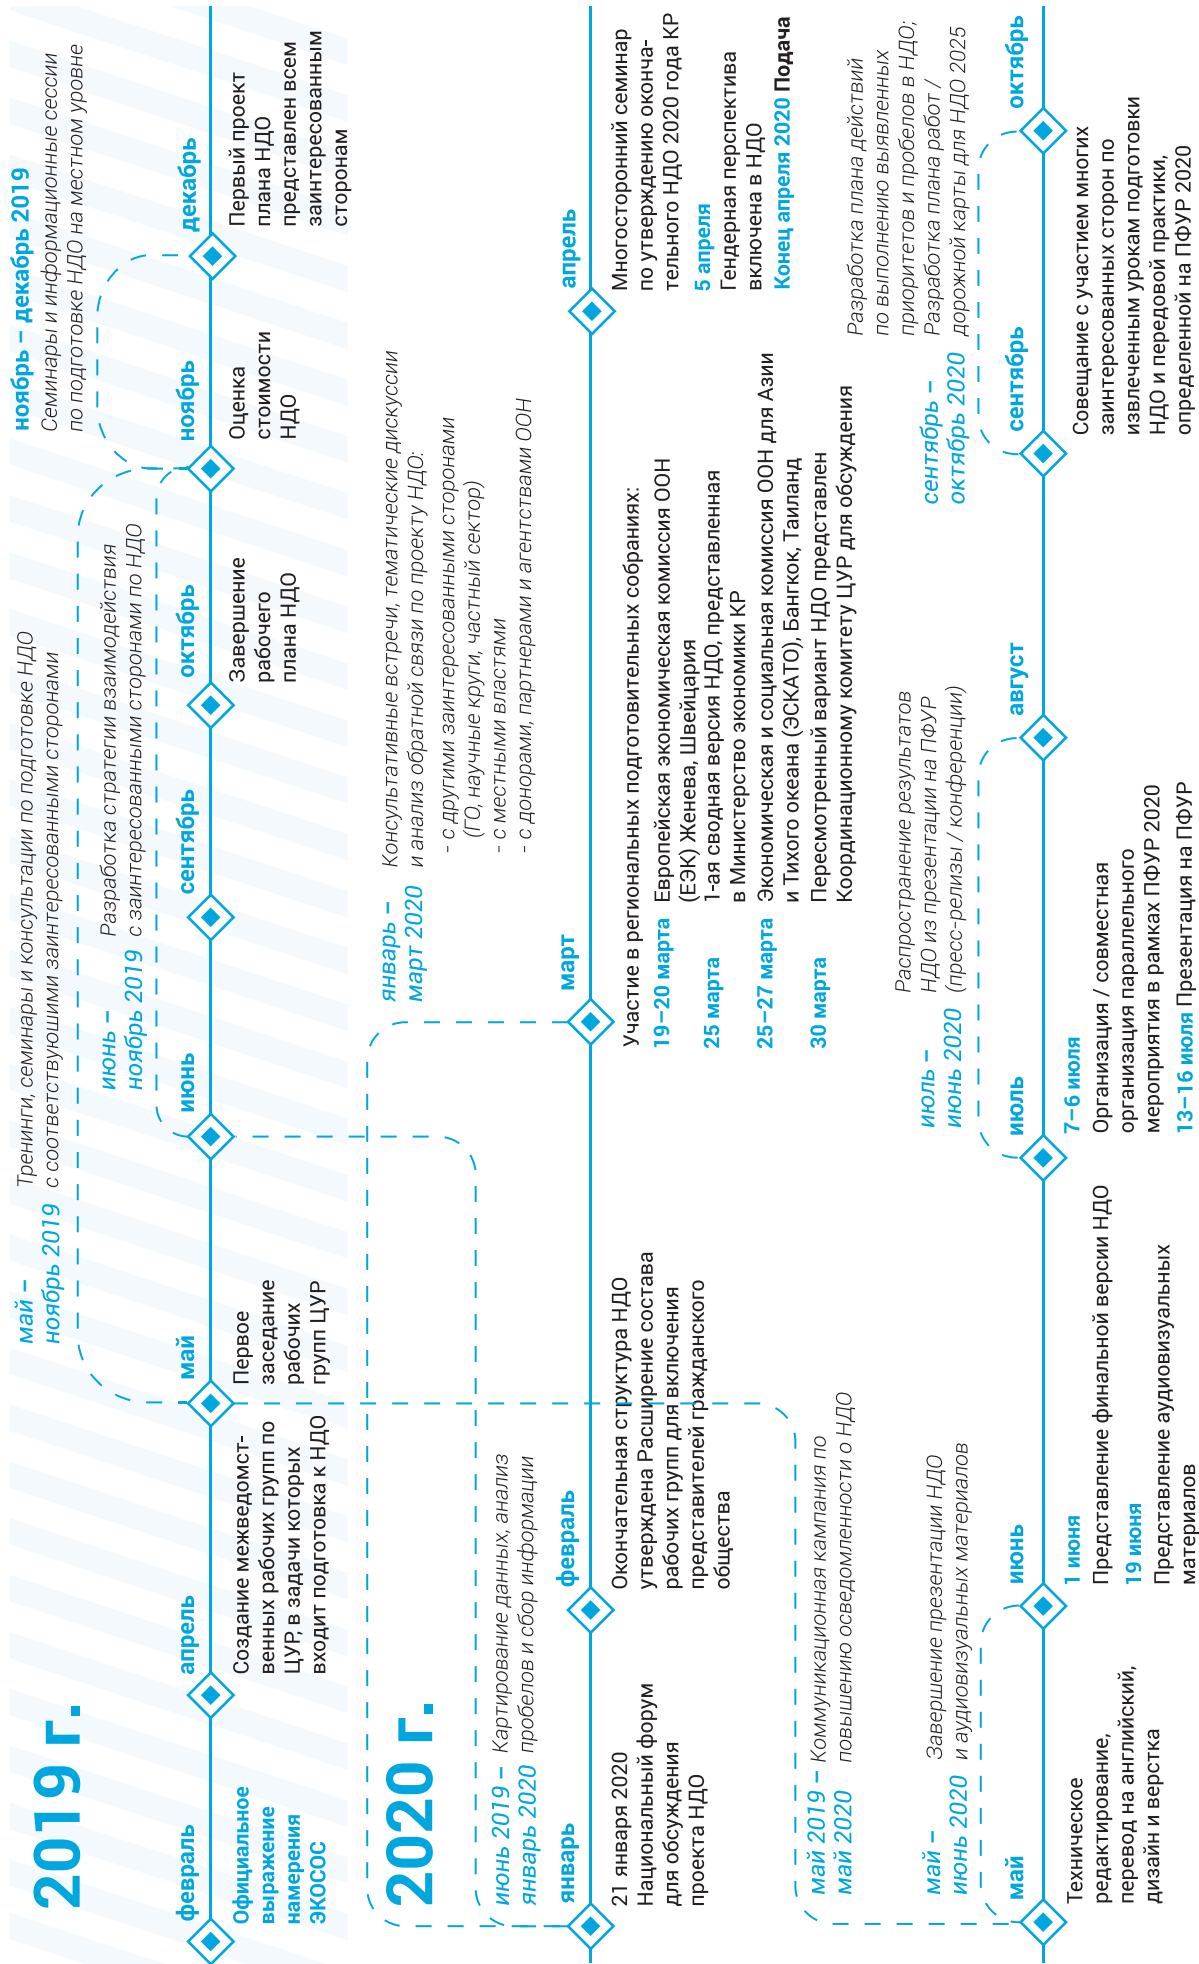 2019 г.
май –
ноябрь 2019
Тренинги, семинары и консультации по подготовке НДО
с соответствуюшими заинтересованными сторонами
июнь –
ноябрь 2019
Разработка стратегии взаимодействия
с заинтересованными сторонами по НДО
ноябрь – декабрь 2019
Семинары и информационные сессии
по подготовке НДО на местном уровне
февраль
Официальное
выражение
намерения
ЭКОСОС
апрель
Создание межведомст-
венных рабочих групп по
ЦУР, в задачи которых
входит подготовка к НДО
май
Первое
заседание
рабочих
групп ЦУР
июнь
сентябрь
октябрь
Завершение
рабочего
плана НДО
ноябрь
Оценка
стоимости
НДО
декабрь
Первый проект
плана НДО
представлен всем
заинтересованным
сторонам
2020 г.
январь –
март 2020
Консультативные встречи, тематические дискуссии
и анализ обратной связи по проекту НДО:
- с другими заинтересованными сторонами
(ГО, научные круги, частный сектор)
- с местными властями
- с донорами, партнерами и агентствами ООН
июнь 2019 –
январь 2020
Картирование данных, анализ
пробелов и сбор информации
январь
21 января 2020
Национальный форум
для обсуждения
проекта НДО
февраль
Окончательная структура НДО
утверждена Расширение состава
рабочих групп для включения
представителей гражданского
общества
март
Участие в региональных подготовительных собраниях:
19–20 марта Европейская экономическая комиссия ООН
(ЕЭК) Женева, Швейцария
25 марта 1-ая сводная версия НДО, представленная
в Министерство экономики КР
25–27 марта Экономическая и социальная комиссия ООН для Азии
и Тихого океана (ЭСКАТО), Бангкок, Таиланд
30 марта Пересмотренный вариант НДО представлен
Координационному комитету ЦУР для обсуждения
апрель
Многосторонний семинар
по утверждению оконча-
тельного НДО 2020 года КР
5 апреля
Гендерная перспектива
включена в НДО
Конец апреля 2020 Подача
май 2019 –
май 2020
Коммуникационная кампания по
повышению осведомленности о НДО
май –
июнь 2020
Завершение презентации НДО
и аудиовизуальных материалов
июль –
июнь 2020
Распространение результатов
НДО из презентации на ПФУР
(пресс-релизы / конференции)
сентябрь –
октябрь 2020
Разработка плана действий
по выполнению выявленных
приоритетов и пробелов в НДО;
Разработка плана работ /
дорожной карты для НДО 2025
май
Техническое
редактирование,
перевод на английский,
дизайн и верстка
июнь
1 июня
Представление финальной версии НДО
19 июня
Представление аудиовизуальных
материалов
июль
7–6 июля
Организация / совместная
организация параллельного
мероприятия в рамках ПФУР 2020
13–16 июля Презентация на ПФУР
август
сентябрь
Совещание с участием многих
заинтересованных сторон по
извлеченным урокам подготовки
НДО и передовой практики,
определенной на ПФУР 2020
октябрь